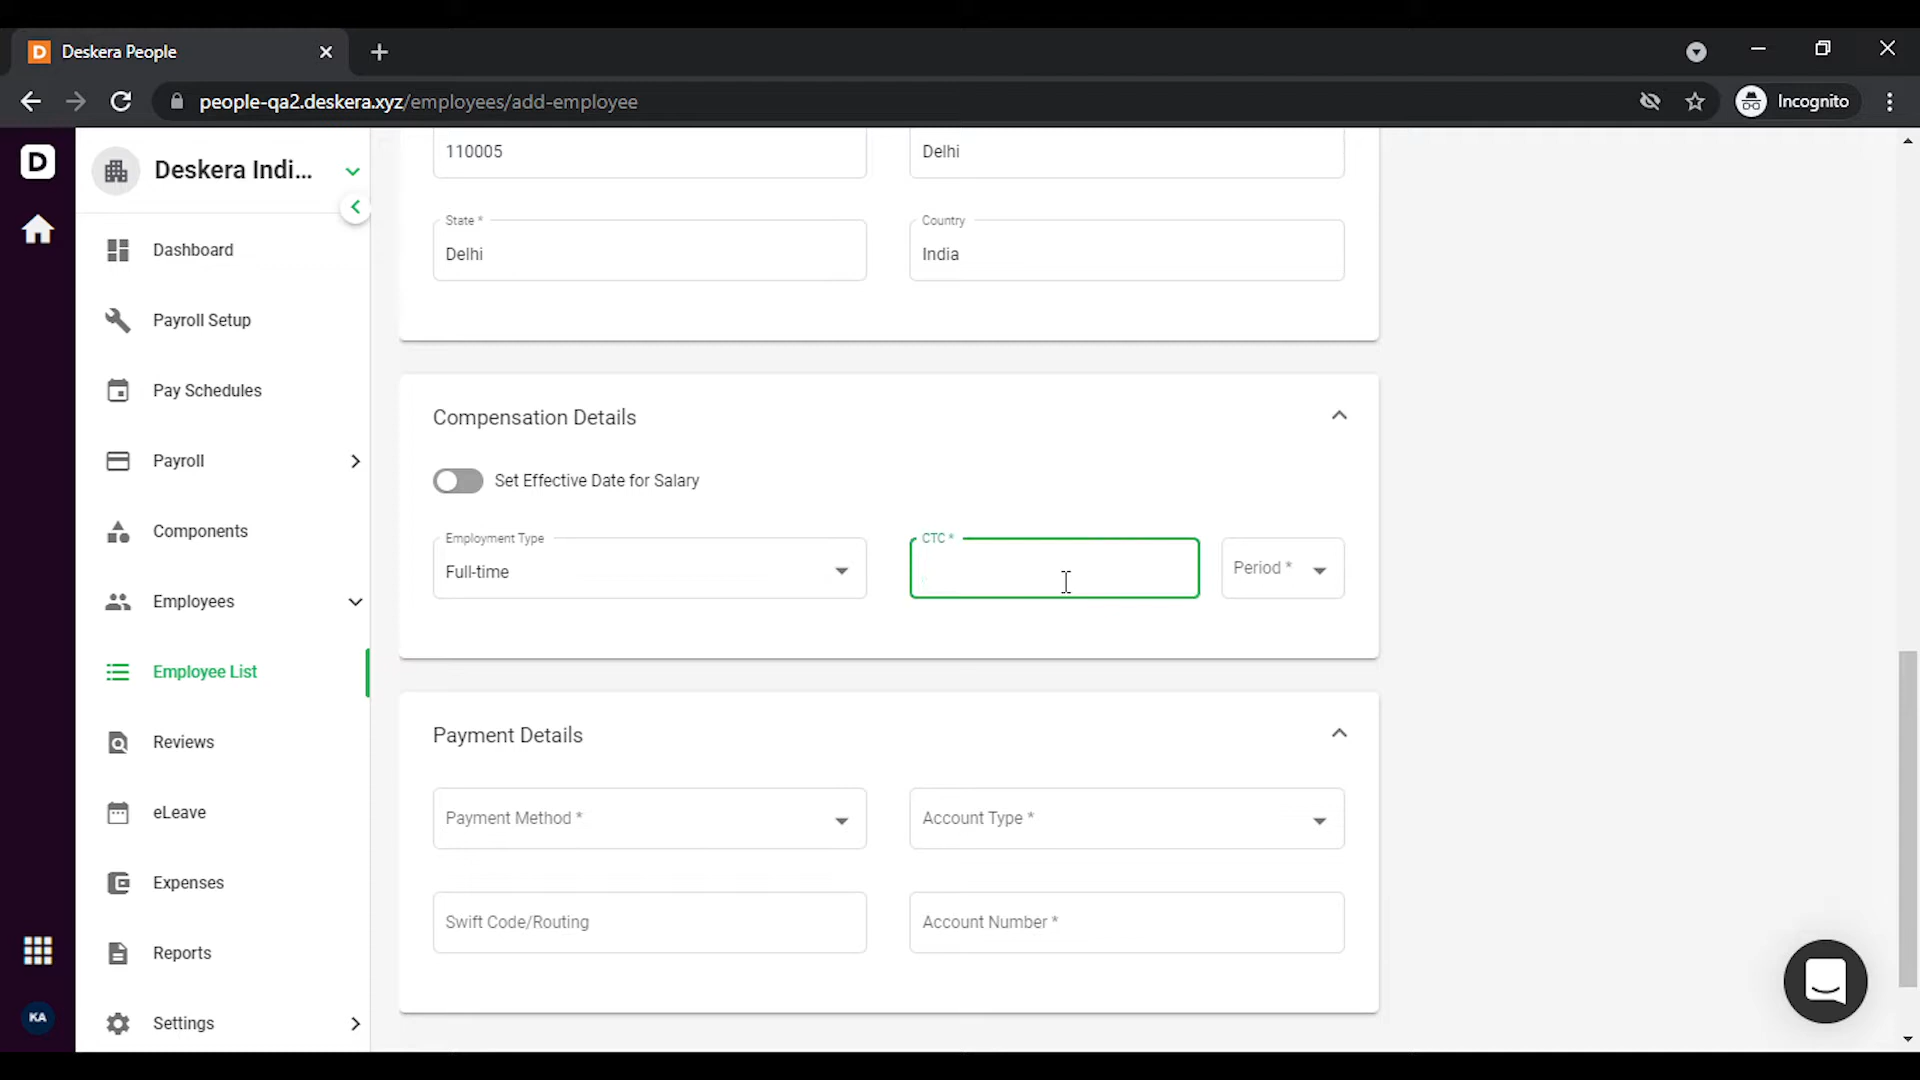 D Deskera People
people-qa2.deskera.xyz/employees/add-employee
Incognito
D
Deskera Indi...
Dashboard
Payroll Setup
Pay Schedules
Payroll
Components
Employees
Employee List
Reviews
eLeave
Expenses
Reports
KA
Settings
110005
Delhi
State *
Delhi
Country
India
Compensation Details
Set Effective Date for Salary
Employment Type
Full-time
CTC *
Period *
Payment Details
Payment Method *
Account Type *
Swift Code/Routing
Account Number *